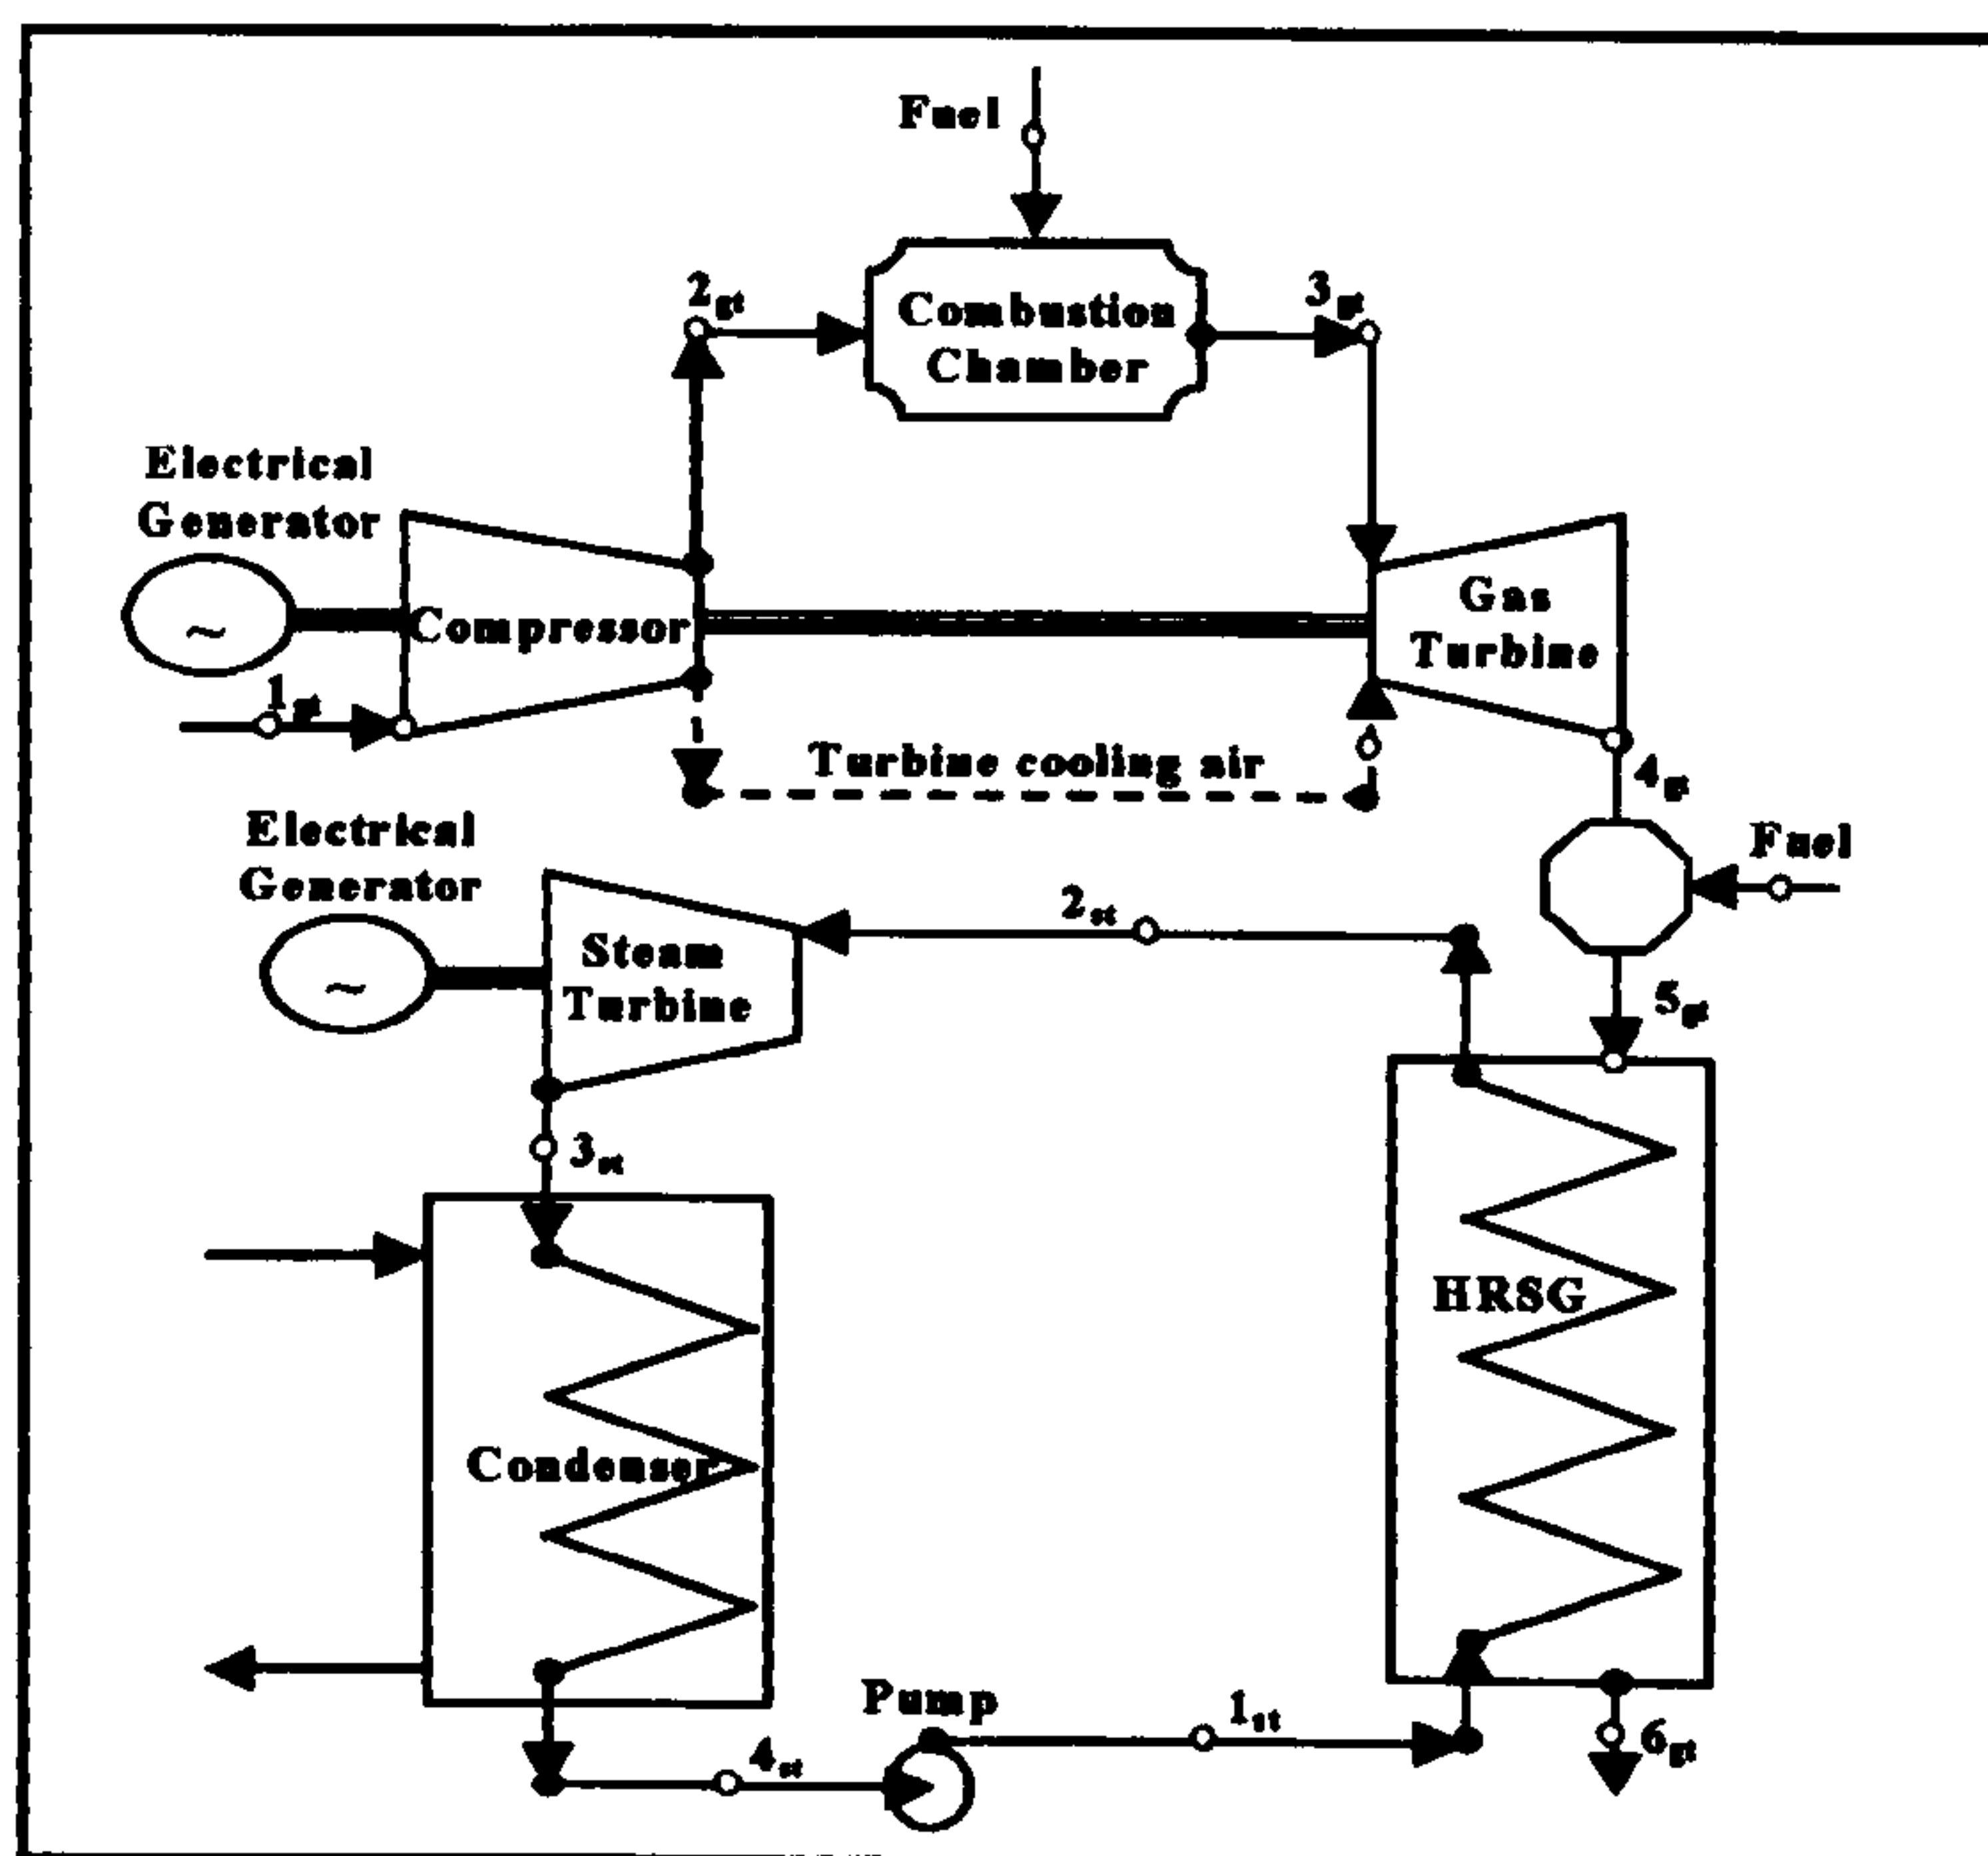 Fuel
2gt
3gt
Combustion
Chamber
Electrical
Generator
~
Compressor
Gas
Turbine
1gt
Turbine cooling air
4gt
Electrical
Generator
~
Fuel
2st
Steam
Turbine
5gt
3st
HRSG
Condenser
Pump
1st
4st
6gt